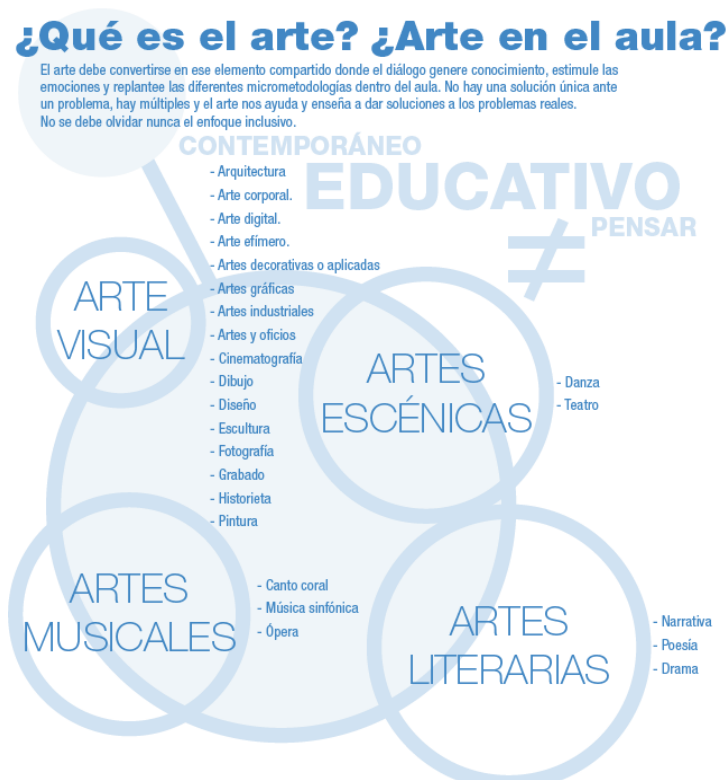 ¿Qué es el arte? ¿Arte en el aula?
El arte debe convertirse en ese elemento compartido donde el diálogo genere conocimiento, estimule las
emociones y replantee las diferentes micrometodologías dentro del aula. No hay una solución única ante
un problema, hay múltiples y el arte nos ayuda y enseña a dar soluciones a los problemas reales.
No se debe olvidar nunca el enfoque inclusivo.
CONTEMPORÁNEO
EDUCATIVO
≠
PENSAR
ARTE
VISUAL
- Arquitectura
- Arte corporal.
- Arte digital.
- Arte efímero.
- Artes decorativas o aplicadas
- Artes gráficas
- Artes industriales
- Artes y oficios
- Cinematografía
- Dibujo
- Diseño
- Escultura
- Fotografía
- Grabado
- Historieta
- Pintura
ARTES
ESCÉNICAS
- Danza
- Teatro
ARTES
MUSICALES
- Canto coral
- Música sinfónica
- Ópera
ARTES
LITERARIAS
- Narrativa
- Poesía
- Drama